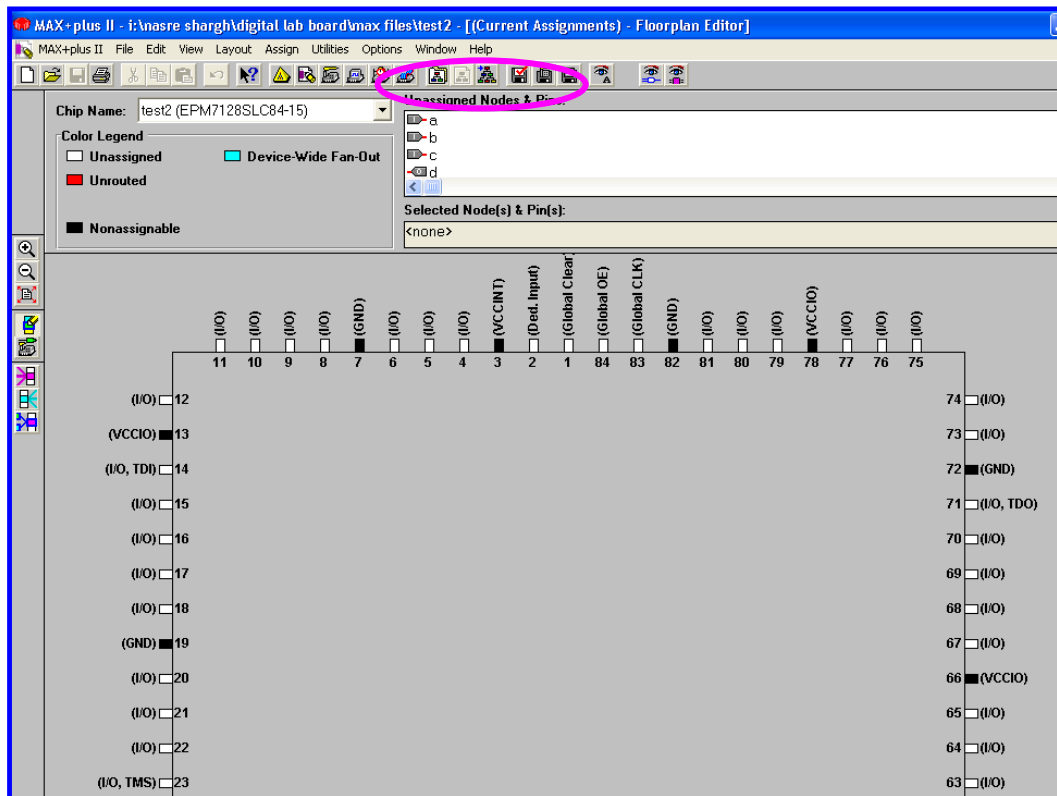 MAX+plus II - i:\nasre shargh\digital lab board\max files\test2 - [(Current Assignments) - Floorplan Editor]
MAX+plus II File Edit View Layout Assign Utilities Options Window Help
Chip Name: test2 (EPM7128SLC84-15)
Color Legend
Unassigned Device-Wide Fan-Out
Unrouted
Nonassignable
Unassigned Nodes & Pins:
a
b
c
d
Selected Node(s) & Pin(s):
<none>
(I/O) (I/O) (I/O) (I/O) (GND) (I/O) (I/O) (I/O) (VCCINT) (Ded. Input) (Global Clear) (Global OE) (Global CLK) (GND) (I/O) (I/O) (I/O) (VCCIO) (I/O) (I/O) (I/O)
11 10 9 8 7 6 5 4 3 2 1 84 83 82 81 80 79 78 77 76 75
(I/O) 12 74 (I/O)
(VCCIO) 13 73 (I/O)
(I/O, TDI) 14 72 (GND)
(I/O) 15 71 (I/O, TDO)
(I/O) 16 70 (I/O)
(I/O) 17 69 (I/O)
(I/O) 18 68 (I/O)
(GND) 19 67 (I/O)
(I/O) 20 66 (VCCIO)
(I/O) 21 65 (I/O)
(I/O) 22 64 (I/O)
(I/O, TMS) 23 63 (I/O)